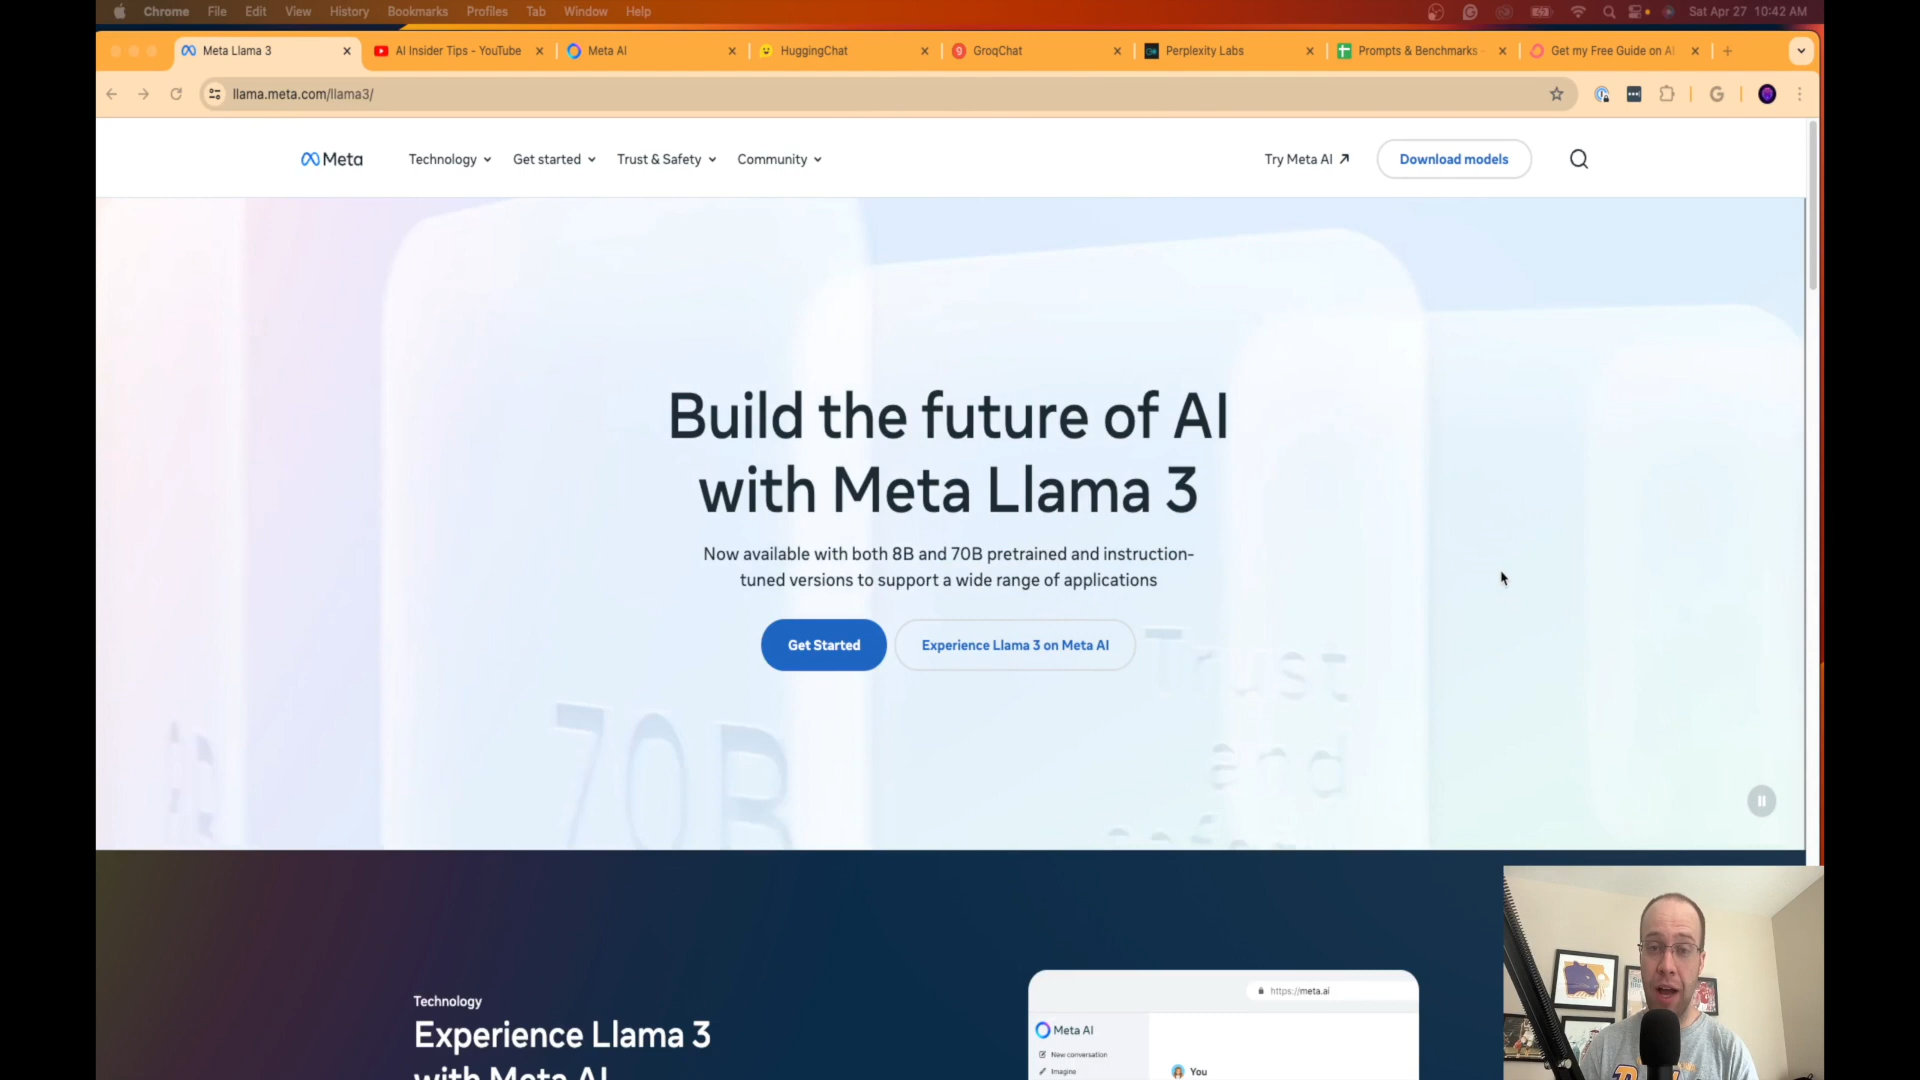 Chrome File Edit View History Bookmarks Profiles Tab Window Help
Sat Apr 27 10:42 AM
Meta Llama 3
AI Insider Tips - YouTube
Meta AI
HuggingChat
GroqChat
Perplexity Labs
Prompts & Benchmarks -
Get my Free Guide on AI
llama.meta.com/llama3/
Meta
Technology
Get started
Trust & Safety
Community
Try Meta AI
Download models
Build the future of AI
with Meta Llama 3
Now available with both 8B and 70B pretrained and instruction-
tuned versions to support a wide range of applications
Get Started
Experience Llama 3 on Meta AI
Trust
and
70B
Technology
Experience Llama 3
with Meta AI
https://meta.ai
Meta AI
New conversation
Imagine
You